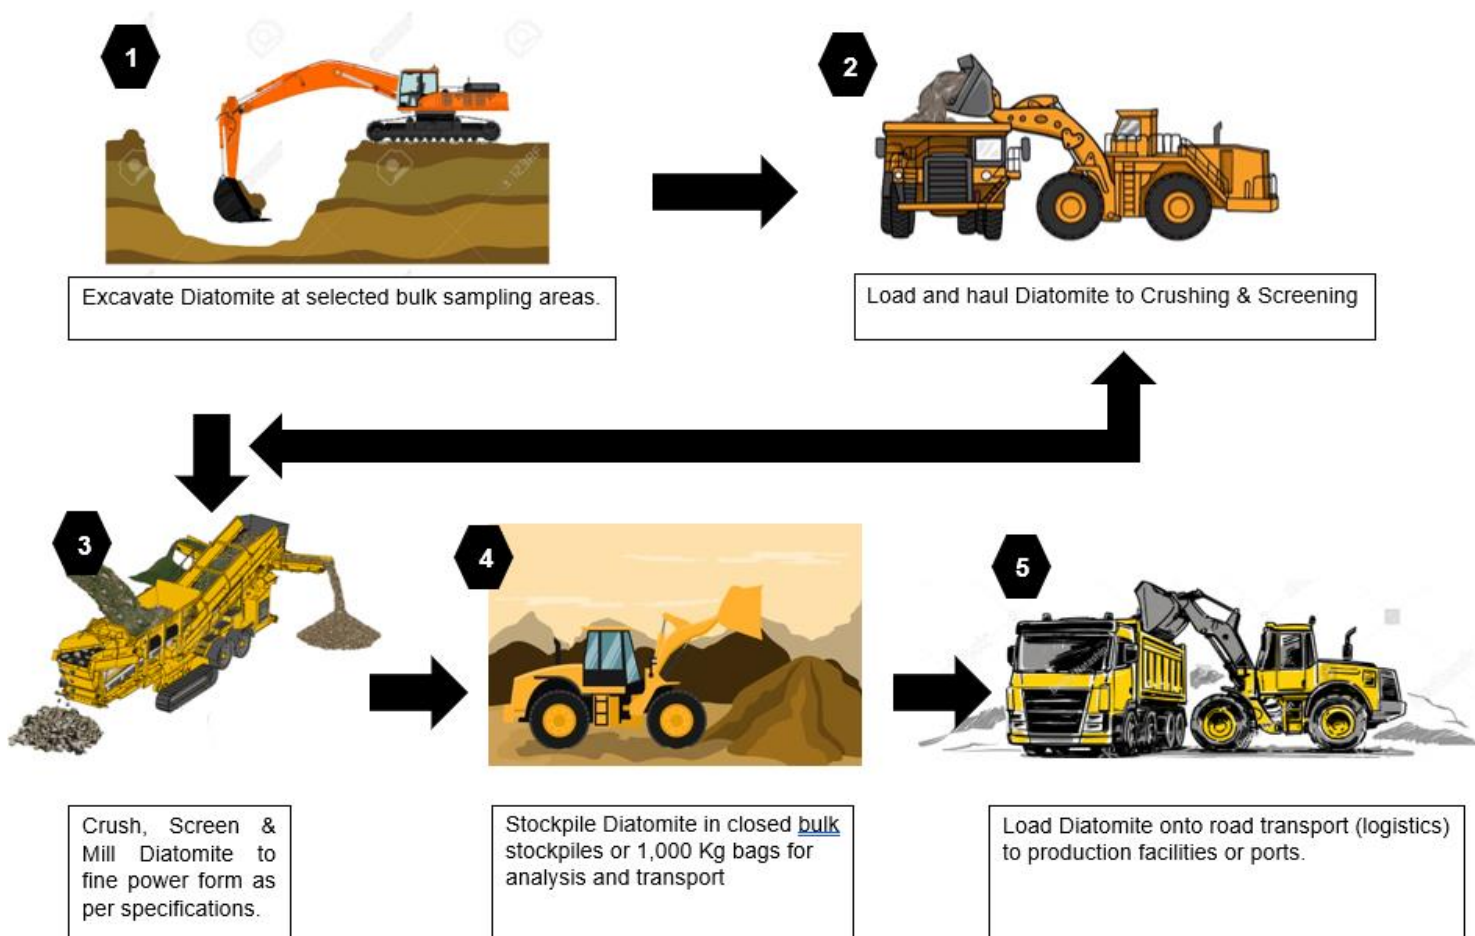 1
Excavate Diatomite at selected bulk sampling areas.
2
Load and haul Diatomite to Crushing & Screening
3
Crush, Screen &
Mill Diatomite to
fine power form as
per specifications.
4
Stockpile Diatomite in closed bulk
stockpiles or 1,000 Kg bags for
analysis and transport
5
Load Diatomite onto road transport (logistics)
to production facilities or ports.